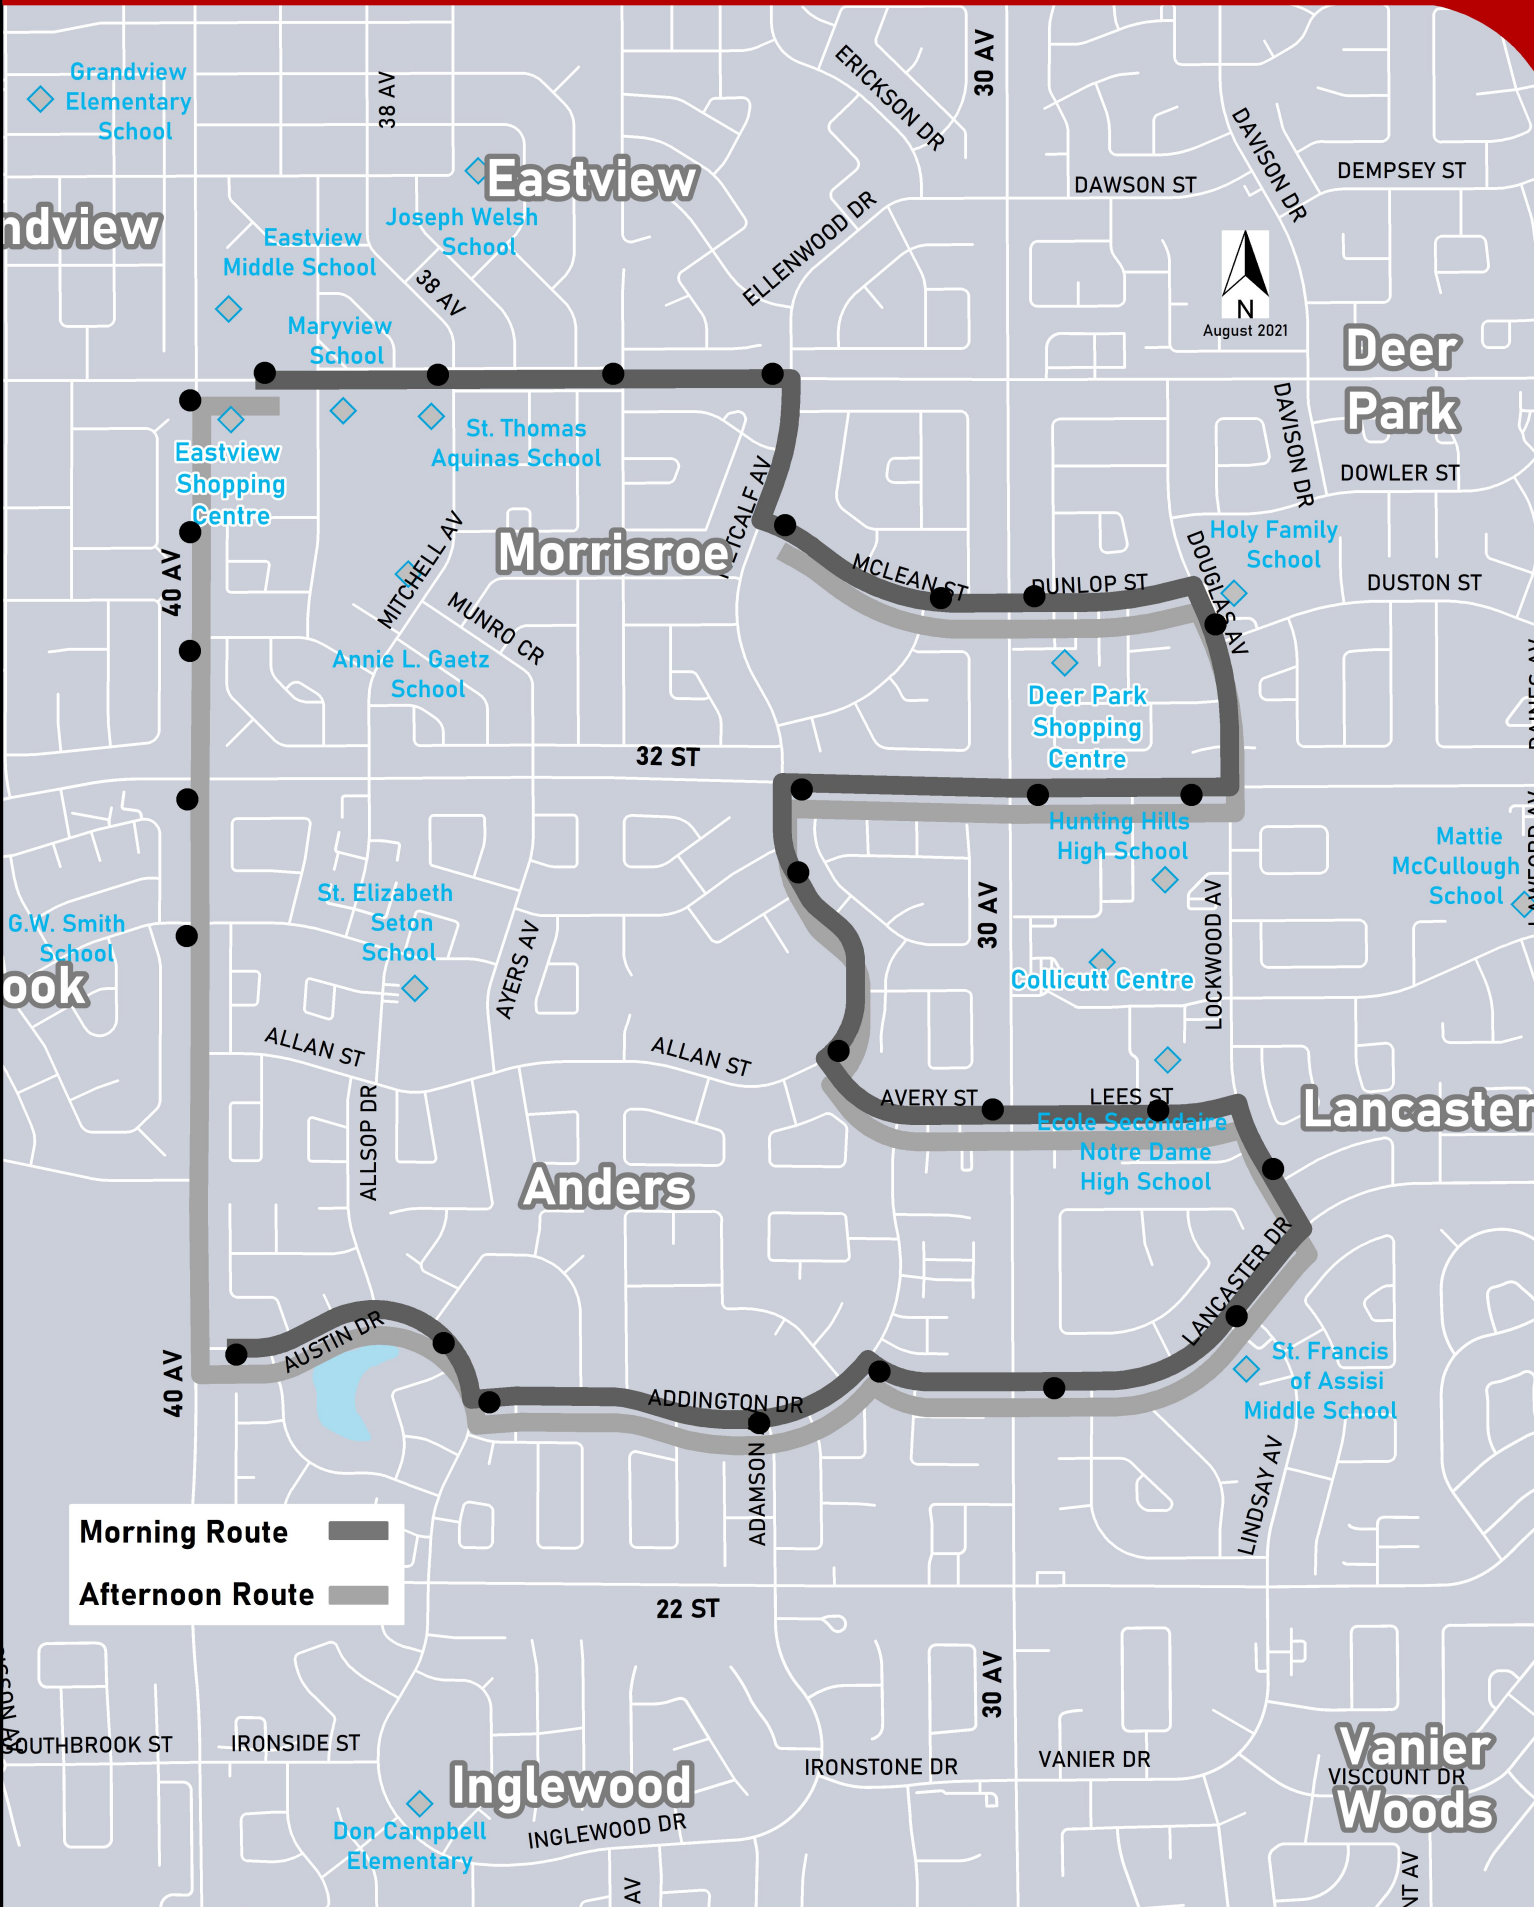 Grandview
Elementary
School
38 AV
ERICKSON DR
30 AV
DAVISON DR
DEMPSEY ST
DAWSON ST
Eastview
Joseph Welsh
School
ELLENWOOD DR
Eastview
Middle School
38 AV
N
August 2021
Maryview
School
Deer
Park
DAVISON DR
St. Thomas
Aquinas School
Eastview
Shopping
Centre
DOWLER ST
MITCHELL AV
Morrisroe
MCLEAN ST
DUNLOP ST
DOUGLAS AV
Holy Family
School
DUSTON ST
40 AV
MUNRO CR
Annie L. Gaetz
School
Deer Park
Shopping
Centre
32 ST
Hunting Hills
High School
Mattie
McCullough
School
St. Elizabeth
Seton
School
G.W. Smith
School
AYERS AV
30 AV
LOCKWOOD AV
Collicutt Centre
ALLAN ST
ALLAN ST
ALLSOP DR
AVERY ST
LEES ST
Ecole Secondaire
Notre Dame
High School
Lancaster
Anders
LANCASTER DR
AUSTIN DR
40 AV
ADDINGTON DR
St. Francis
of Assisi
Middle School
ADAMSON
LINDSAY AV
Morning Route
Afternoon Route
22 ST
30 AV
SOUTHBROOK ST
IRONSIDE ST
Inglewood
IRONSTONE DR
VANIER DR
Vanier
Woods
VISCOUNT DR
Don Campbell
Elementary
INGLEWOOD DR
AV